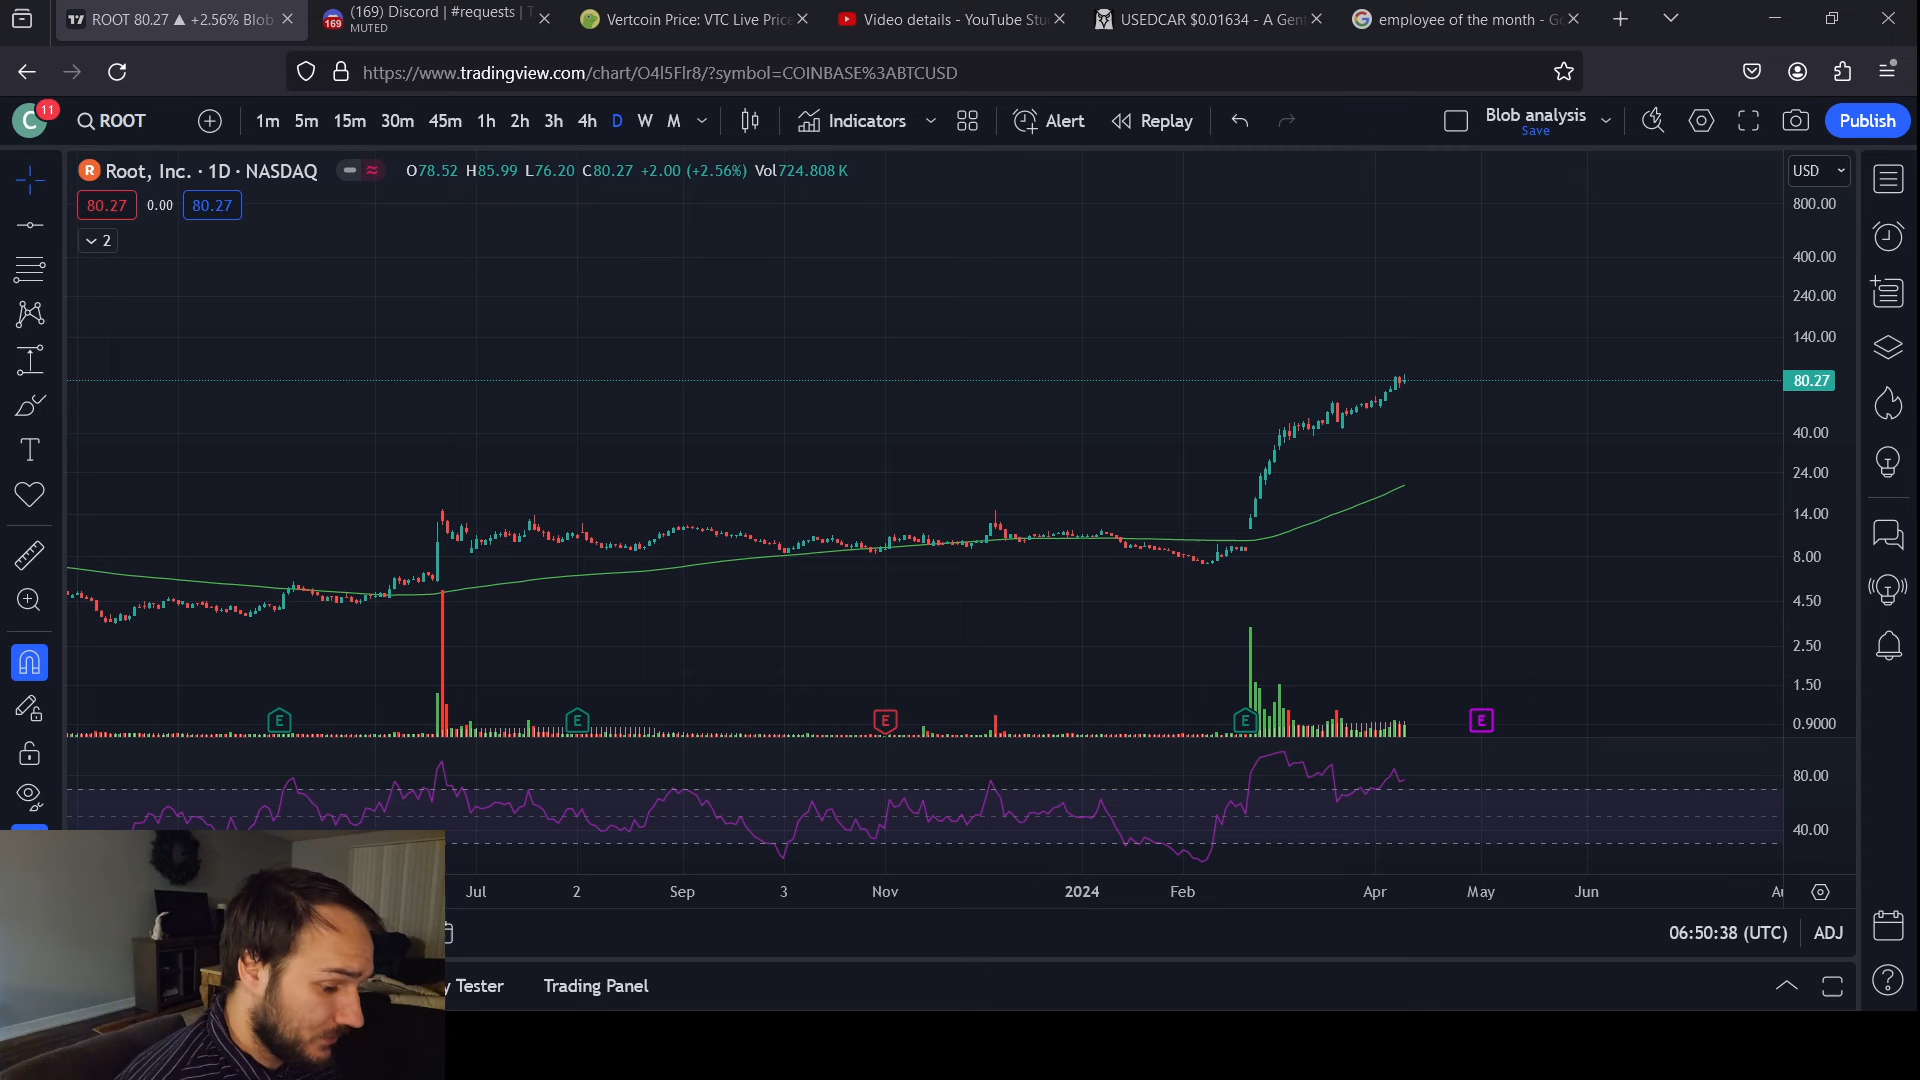 ROOT 80.27 ▲ +2.56% Blob
(169) Discord | #requests | T
MUTED
169
Vertcoin Price: VTC Live Price
Video details - YouTube Stu
USEDCAR $0.01634 - A Gent
employee of the month - Go
https://www.tradingview.com/chart/O4l5Flr8/?symbol=COINBASE%3ABTCUSD
C
11
ROOT
1m
5m
15m
30m
45m
1h
2h
3h
4h
D
W
M
Indicators
Alert
Replay
Blob analysis
Save
Publish
R
Root, Inc. · 1D · NASDAQ
O78.52 H85.99 L76.20 C80.27 +2.00 (+2.56%) Vol724.808 K
USD
80.27
0.00
80.27
2
800.00
400.00
240.00
140.00
80.27
40.00
24.00
14.00
8.00
4.50
2.50
1.50
0.9000
E
E
E
E
E
80.00
40.00
Jul
2
Sep
3
Nov
2024
Feb
Apr
May
Jun
06:50:38 (UTC)
ADJ
y Tester
Trading Panel